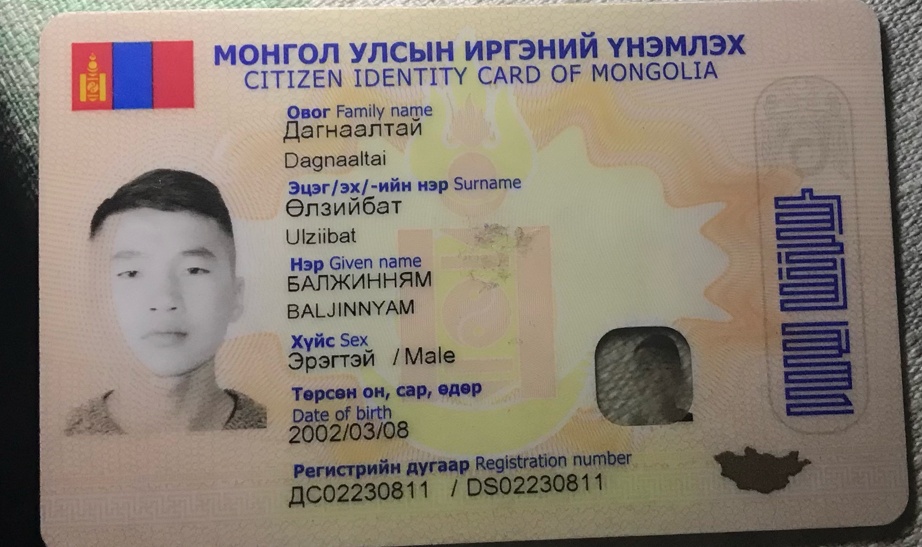 МОНГОЛ УЛСЫН ИРГЭНИЙ ҮНЭМЛЭХ
CITIZEN IDENTITY CARD OF MONGOLIA
Овог Family name
Дагнаалтай
Dagnaaltai
Эцэг/эх/-ийн нэр Surname
Өлзийбат
Ulziibat
Нэр Given name
БАЛЖИННЯМ
BALJINNYAM
Хүйс Sex
Эрэгтэй / Male
Төрсөн он, сар, өдөр
Date of birth
2002/03/08
Регистрийн дугаар Registration number
ДС02230811 / DS02230811